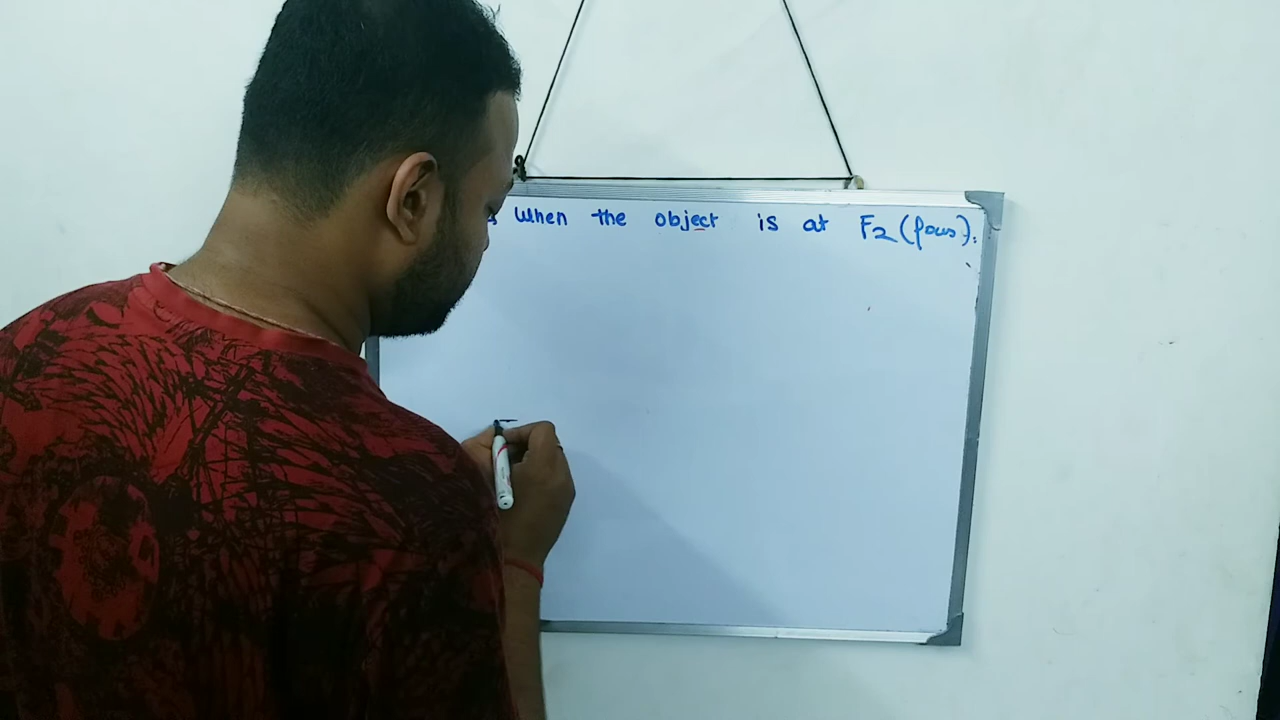 when the object is at F2 (focus).